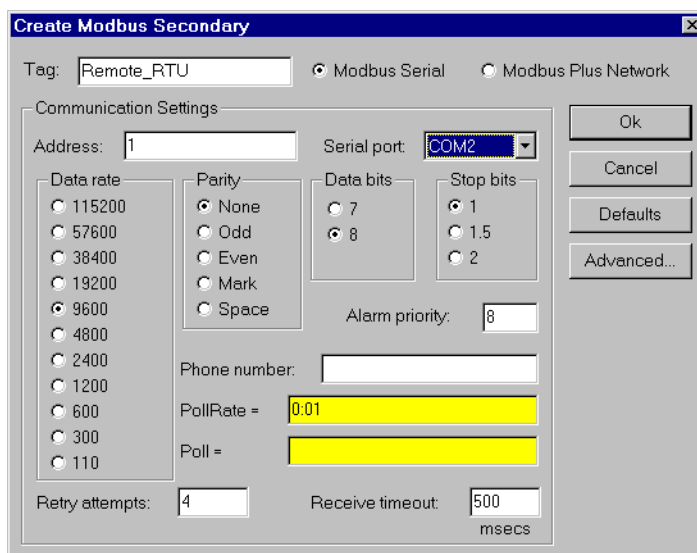 Create Modbus Secondary
Tag: Remote_RTU Modbus Serial Modbus Plus Network
Communication Settings
Address: 1 Serial port: COM2
Ok
Cancel
Defaults
Advanced...
Data rate
115200
57600
38400
19200
9600
4800
2400
1200
600
300
110
Parity
None
Odd
Even
Mark
Space
Data bits
7
8
Stop bits
1
1.5
2
Alarm priority: 8
Phone number:
PollRate = 0:01
Poll =
Retry attempts: 4 Receive timeout: 500
msecs